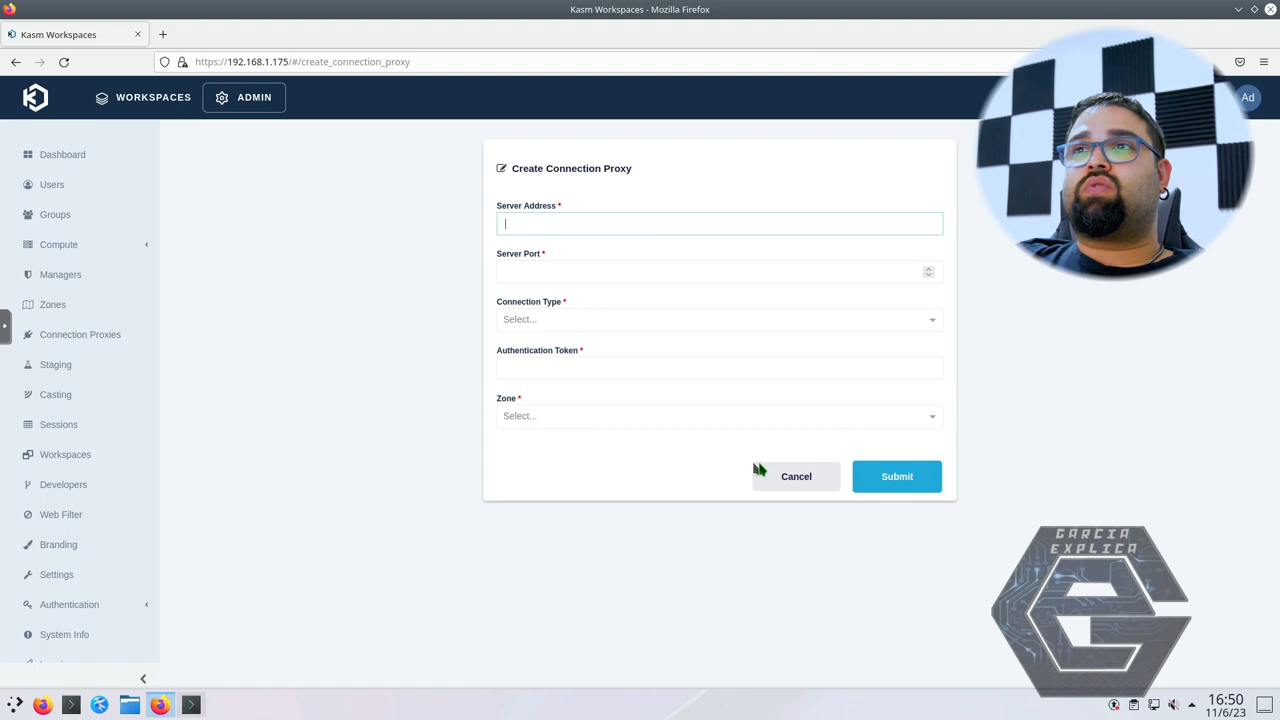 Kasm Workspaces - Mozilla Firefox
Kasm Workspaces
https://192.168.1.175/#/create_connection_proxy
WORKSPACES
ADMIN
Ad
Dashboard
Users
Groups
Compute
Managers
Zones
Connection Proxies
Staging
Casting
Sessions
Workspaces
Developers
Web Filter
Branding
Settings
Authentication
System Info
Create Connection Proxy
Server Address *
Server Port *
Connection Type *
Select...
Authentication Token *
Zone *
Select...
Cancel
Submit
GARCIA
EXPLICA
16:50
11/6/23